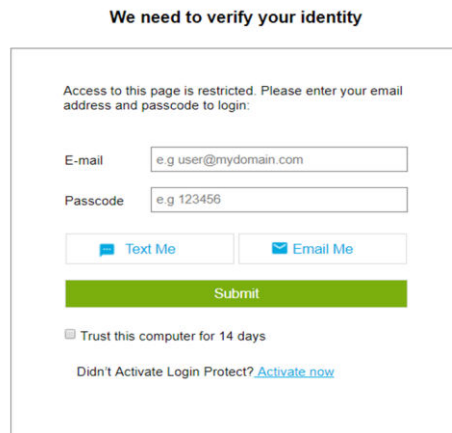 We need to verify your identity
Access to this page is restricted. Please enter your email
address and passcode to login:
E-mail
e.g user@mydomain.com
Passcode
e.g 123456
Text Me
Email Me
Submit
Trust this computer for 14 days
Didn't Activate Login Protect? Activate now